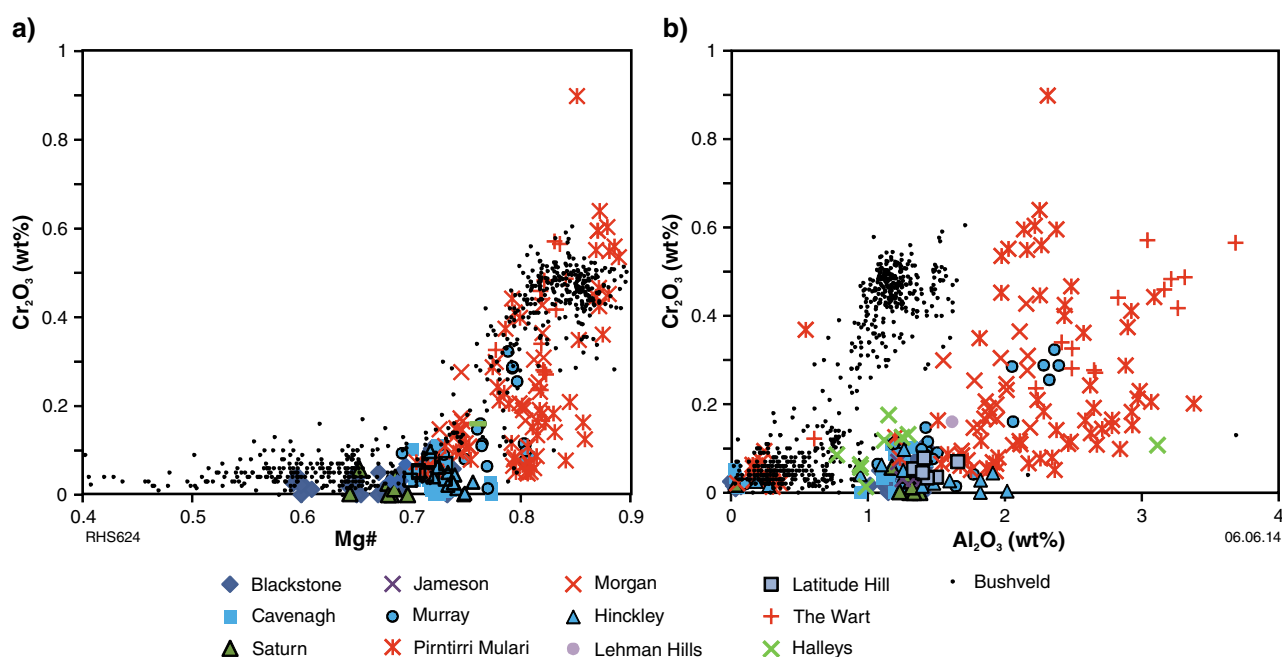 a)
b)
1
0.8
0.6
0.4
0.2
0
Cr₂O₃ (wt%)
0.4 0.5 0.6 0.7 0.8 0.9
RHS624
Mg#
1
0.8
0.6
0.4
0.2
0
Cr₂O₃ (wt%)
0 1 2 3 4
Al₂O₃ (wt%)
06.06.14
Blackstone Jameson Morgan Latitude Hill Bushveld
Cavenagh Murray Hinckley The Wart
Saturn Pirntirri Mulari Lehman Hills Halleys